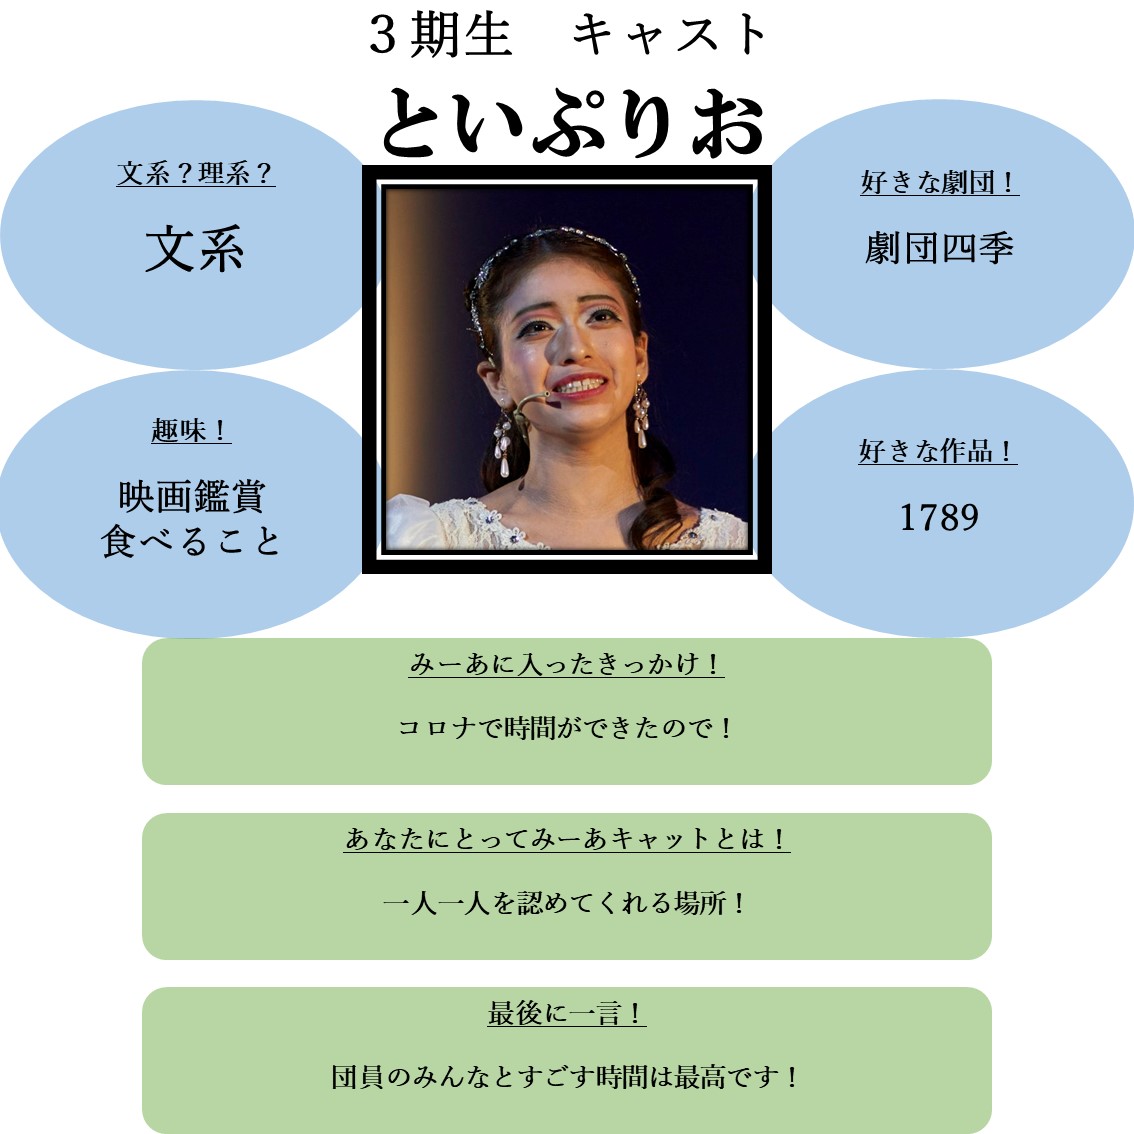 ３期生　キャスト
といぷりお
文系？理系？
文系
好きな劇団！
劇団四季
趣味！
映画鑑賞
食べること
好きな作品！
1789
みーあに入ったきっかけ！
コロナで時間ができたので！
あなたにとってみーあキャットとは！
一人一人を認めてくれる場所！
最後に一言！
団員のみんなとすごす時間は最高です！